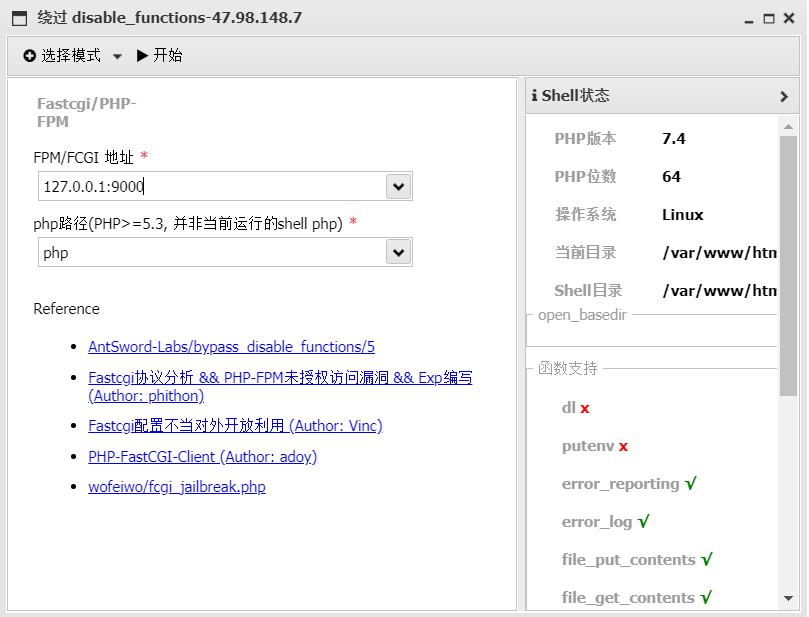 绕过 disable_functions-47.98.148.7
选择模式 开始
Fastcgi/PHP-
FPM
FPM/FCGI 地址 *
127.0.0.1:9000
php路径(PHP>=5.3, 并非当前运行的shell php) *
php
Reference
AntSword-Labs/bypass_disable_functions/5
Fastcgi协议分析 && PHP-FPM未授权访问漏洞 && Exp编写
(Author: phithon)
Fastcgi配置不当对外开放利用 (Author: Vinc)
PHP-FastCGI-Client (Author: adoy)
wofeiwo/fcgi_jailbreak.php
Shell状态
PHP版本 7.4
PHP位数 64
操作系统 Linux
当前目录 /var/www/htm
Shell目录 /var/www/htm
open_basedir
函数支持
dl x
putenv x
error_reporting √
error_log √
file_put_contents √
file_get_contents √